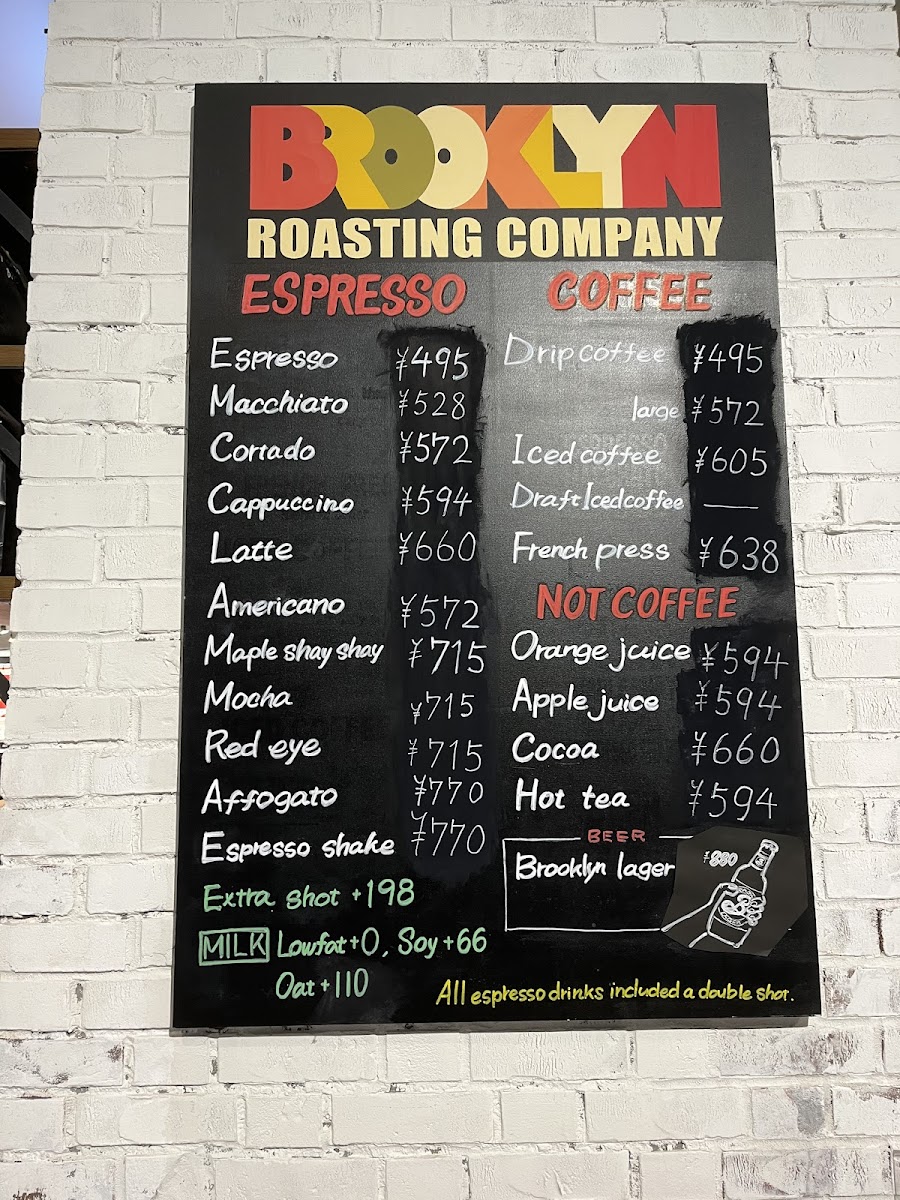 BROOKLYN
ROASTING COMPANY
ESPRESSO
Espresso ¥495
Macchiato ¥528
Cortado ¥572
Cappuccino ¥594
Latte ¥660
Americano ¥572
Maple shay shay ¥715
Mocha ¥715
Red eye ¥715
Affogato ¥770
Espresso shake ¥770
Extra shot +198
MILK Lowfat+0, Soy+66
Oat+110
COFFEE
Drip coffee ¥495
large ¥572
Iced coffee ¥605
Draft Iced coffee —
French press ¥638
NOT COFFEE
Orange juice ¥594
Apple juice ¥594
Cocoa ¥660
Hot tea ¥594
BEER
Brooklyn lager ¥880
All espresso drinks included a double shot.